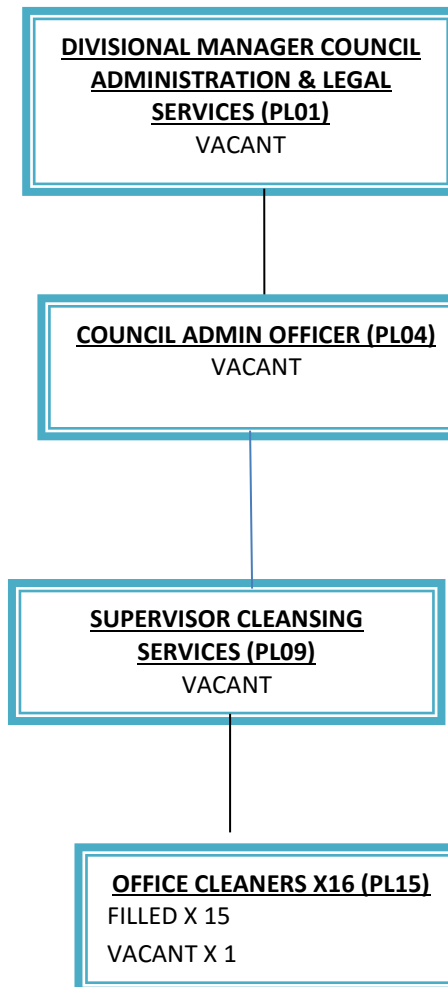 DIVISIONAL MANAGER COUNCIL
ADMINISTRATION & LEGAL
SERVICES (PL01)
VACANT
COUNCIL ADMIN OFFICER (PL04)
VACANT
SUPERVISOR CLEANSING
SERVICES (PL09)
VACANT
OFFICE CLEANERS X16 (PL15)
FILLED X 15
VACANT X 1